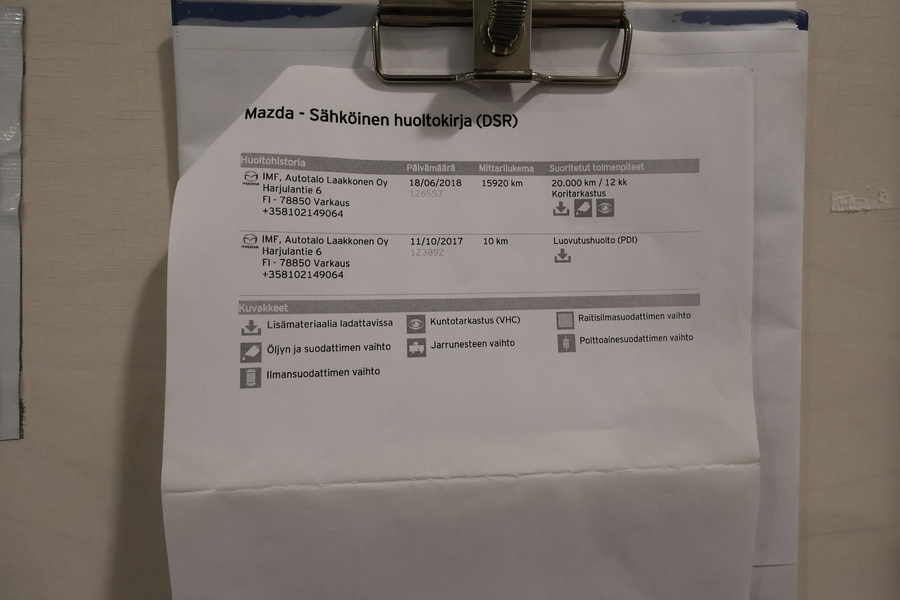 Mazda - Sähköinen huoltokirja (DSR)
Huoltohistoria Päivämäärä Mittarilukema Suoritetut toimenpiteet
IMF, Autotalo Laakkonen Oy 18/06/2018 15920 km 20.000 km / 12 kk
Harjulantie 6 126557 Koritarkastus
FI - 78850 Varkaus
+358102149064
IMF, Autotalo Laakkonen Oy 11/10/2017 10 km Luovutushuolto (PDI)
Harjulantie 6 123892
FI - 78850 Varkaus
+358102149064
Kuvakkeet
Lisämateriaalia ladattavissa Kuntotarkastus (VHC) Raitisilmasuodattimen vaihto
Öljyn ja suodattimen vaihto Jarrunesteen vaihto Polttoainesuodattimen vaihto
Ilmansuodattimen vaihto